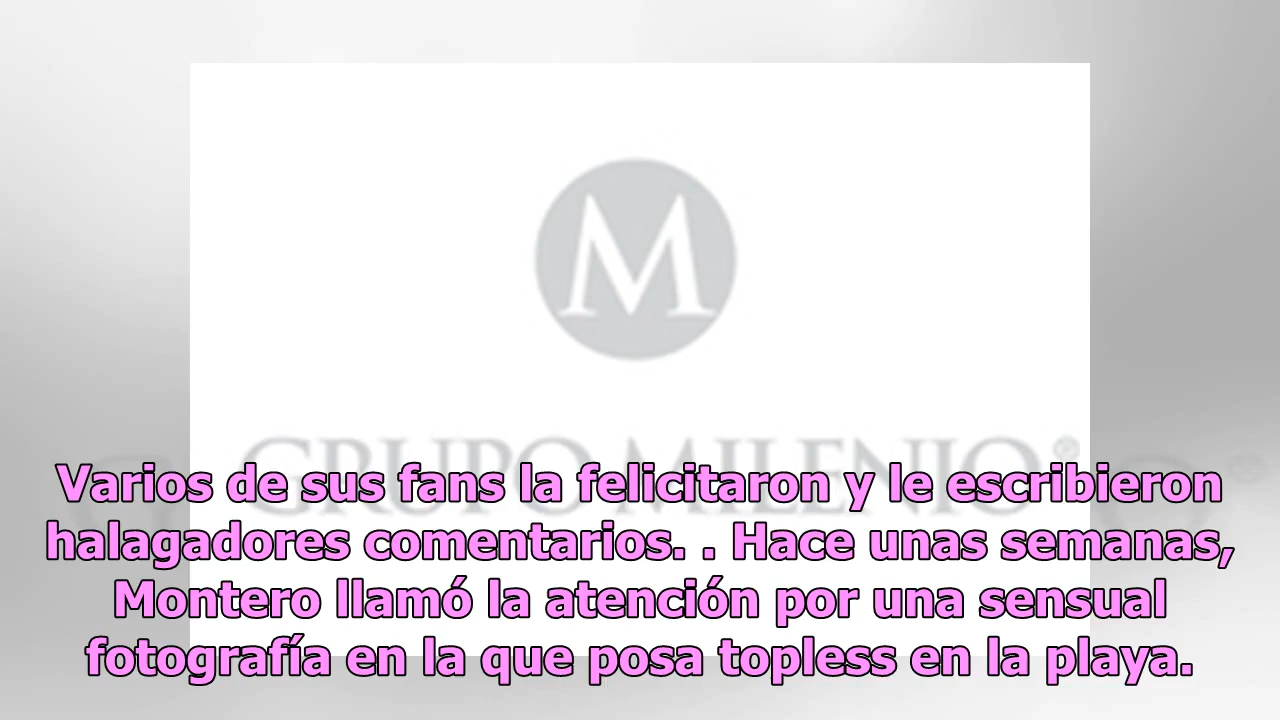 M
GRUPO MILENIO®
Varios de sus fans la felicitaron y le escribieron
halagadores comentarios. . Hace unas semanas,
Montero llamó la atención por una sensual
fotografía en la que posa topless en la playa.